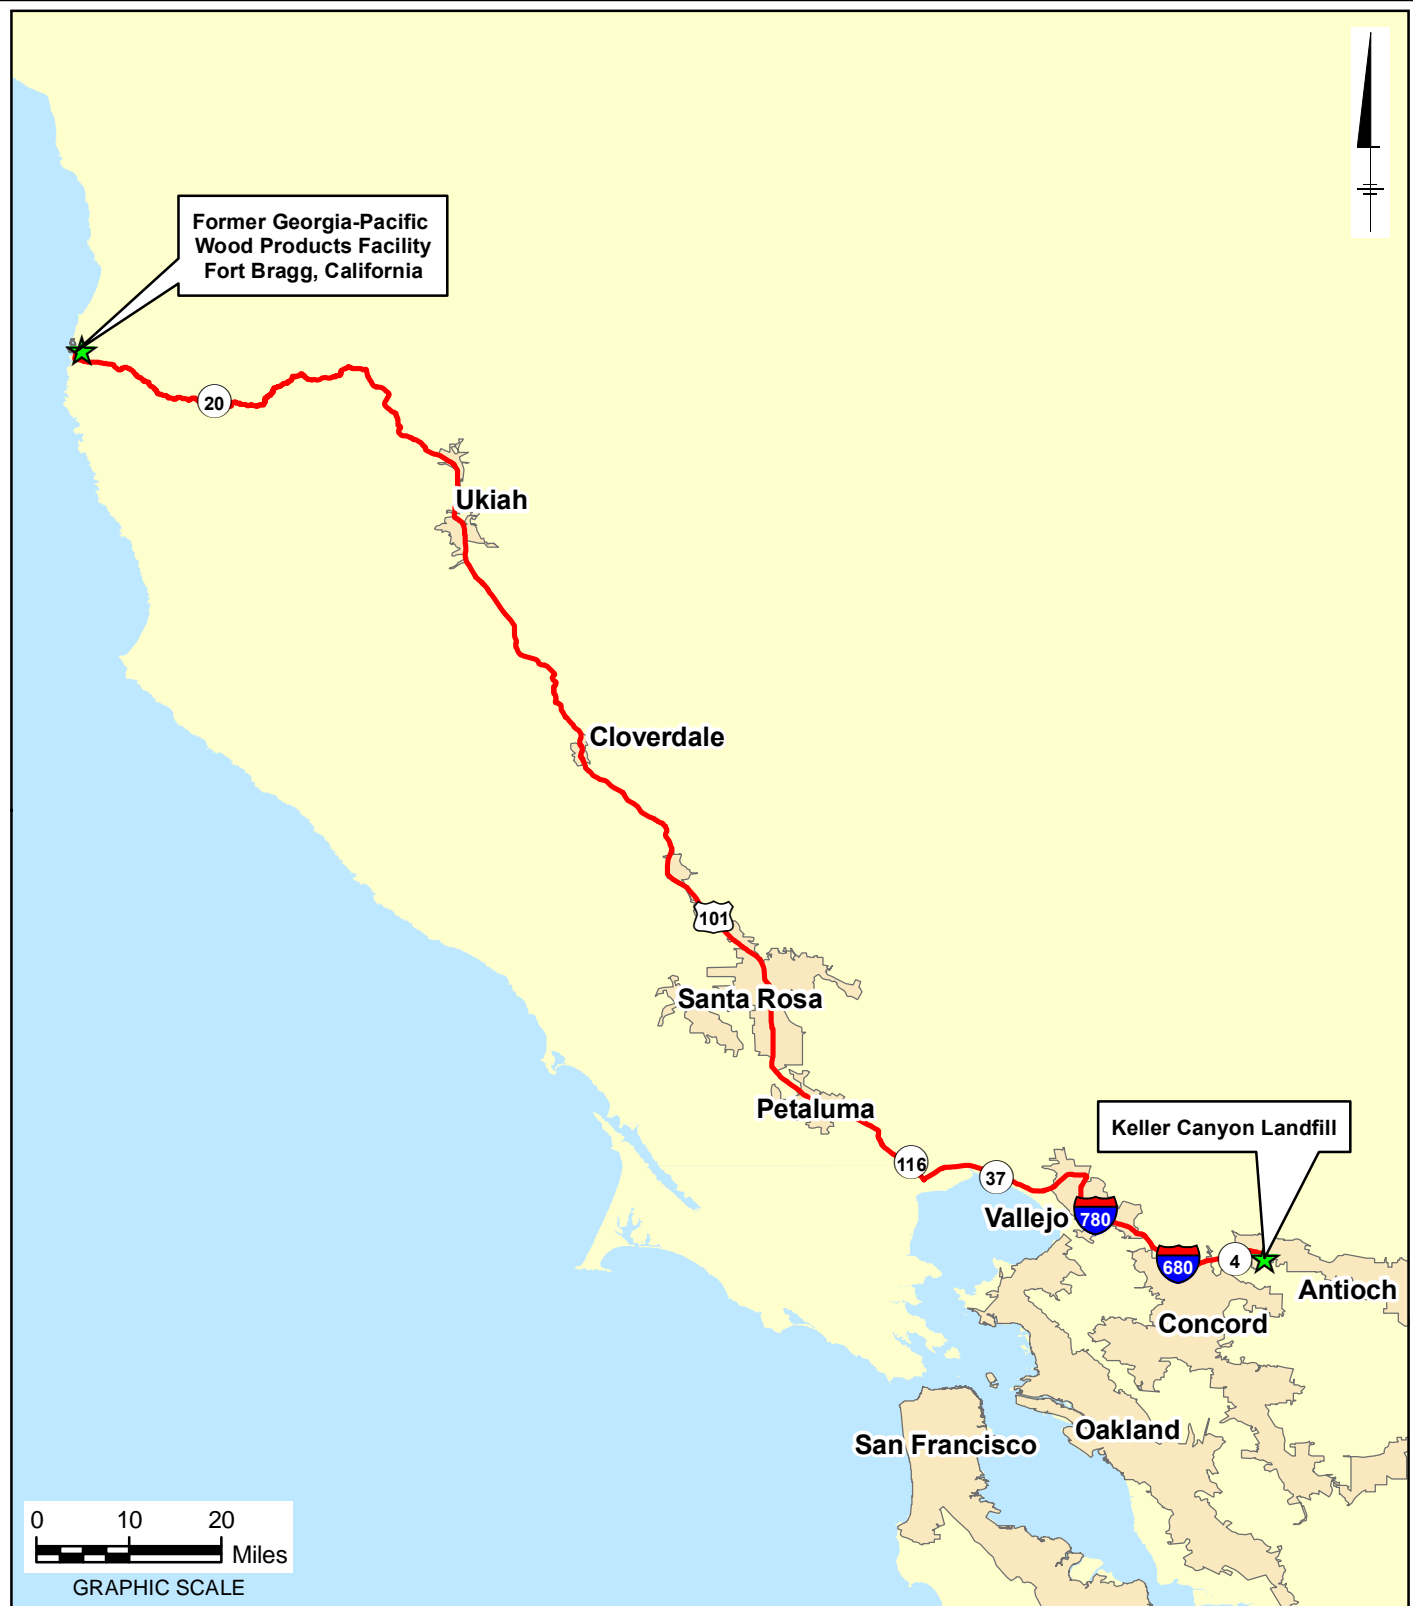 Former Georgia-Pacific
Wood Products Facility
Fort Bragg, California
20
Ukiah
Cloverdale
101
Santa Rosa
Petaluma
Keller Canyon Landfill
116
37
Vallejo
780
680
4
Antioch
Concord
Oakland
San Francisco
0 10 20
Miles
GRAPHIC SCALE